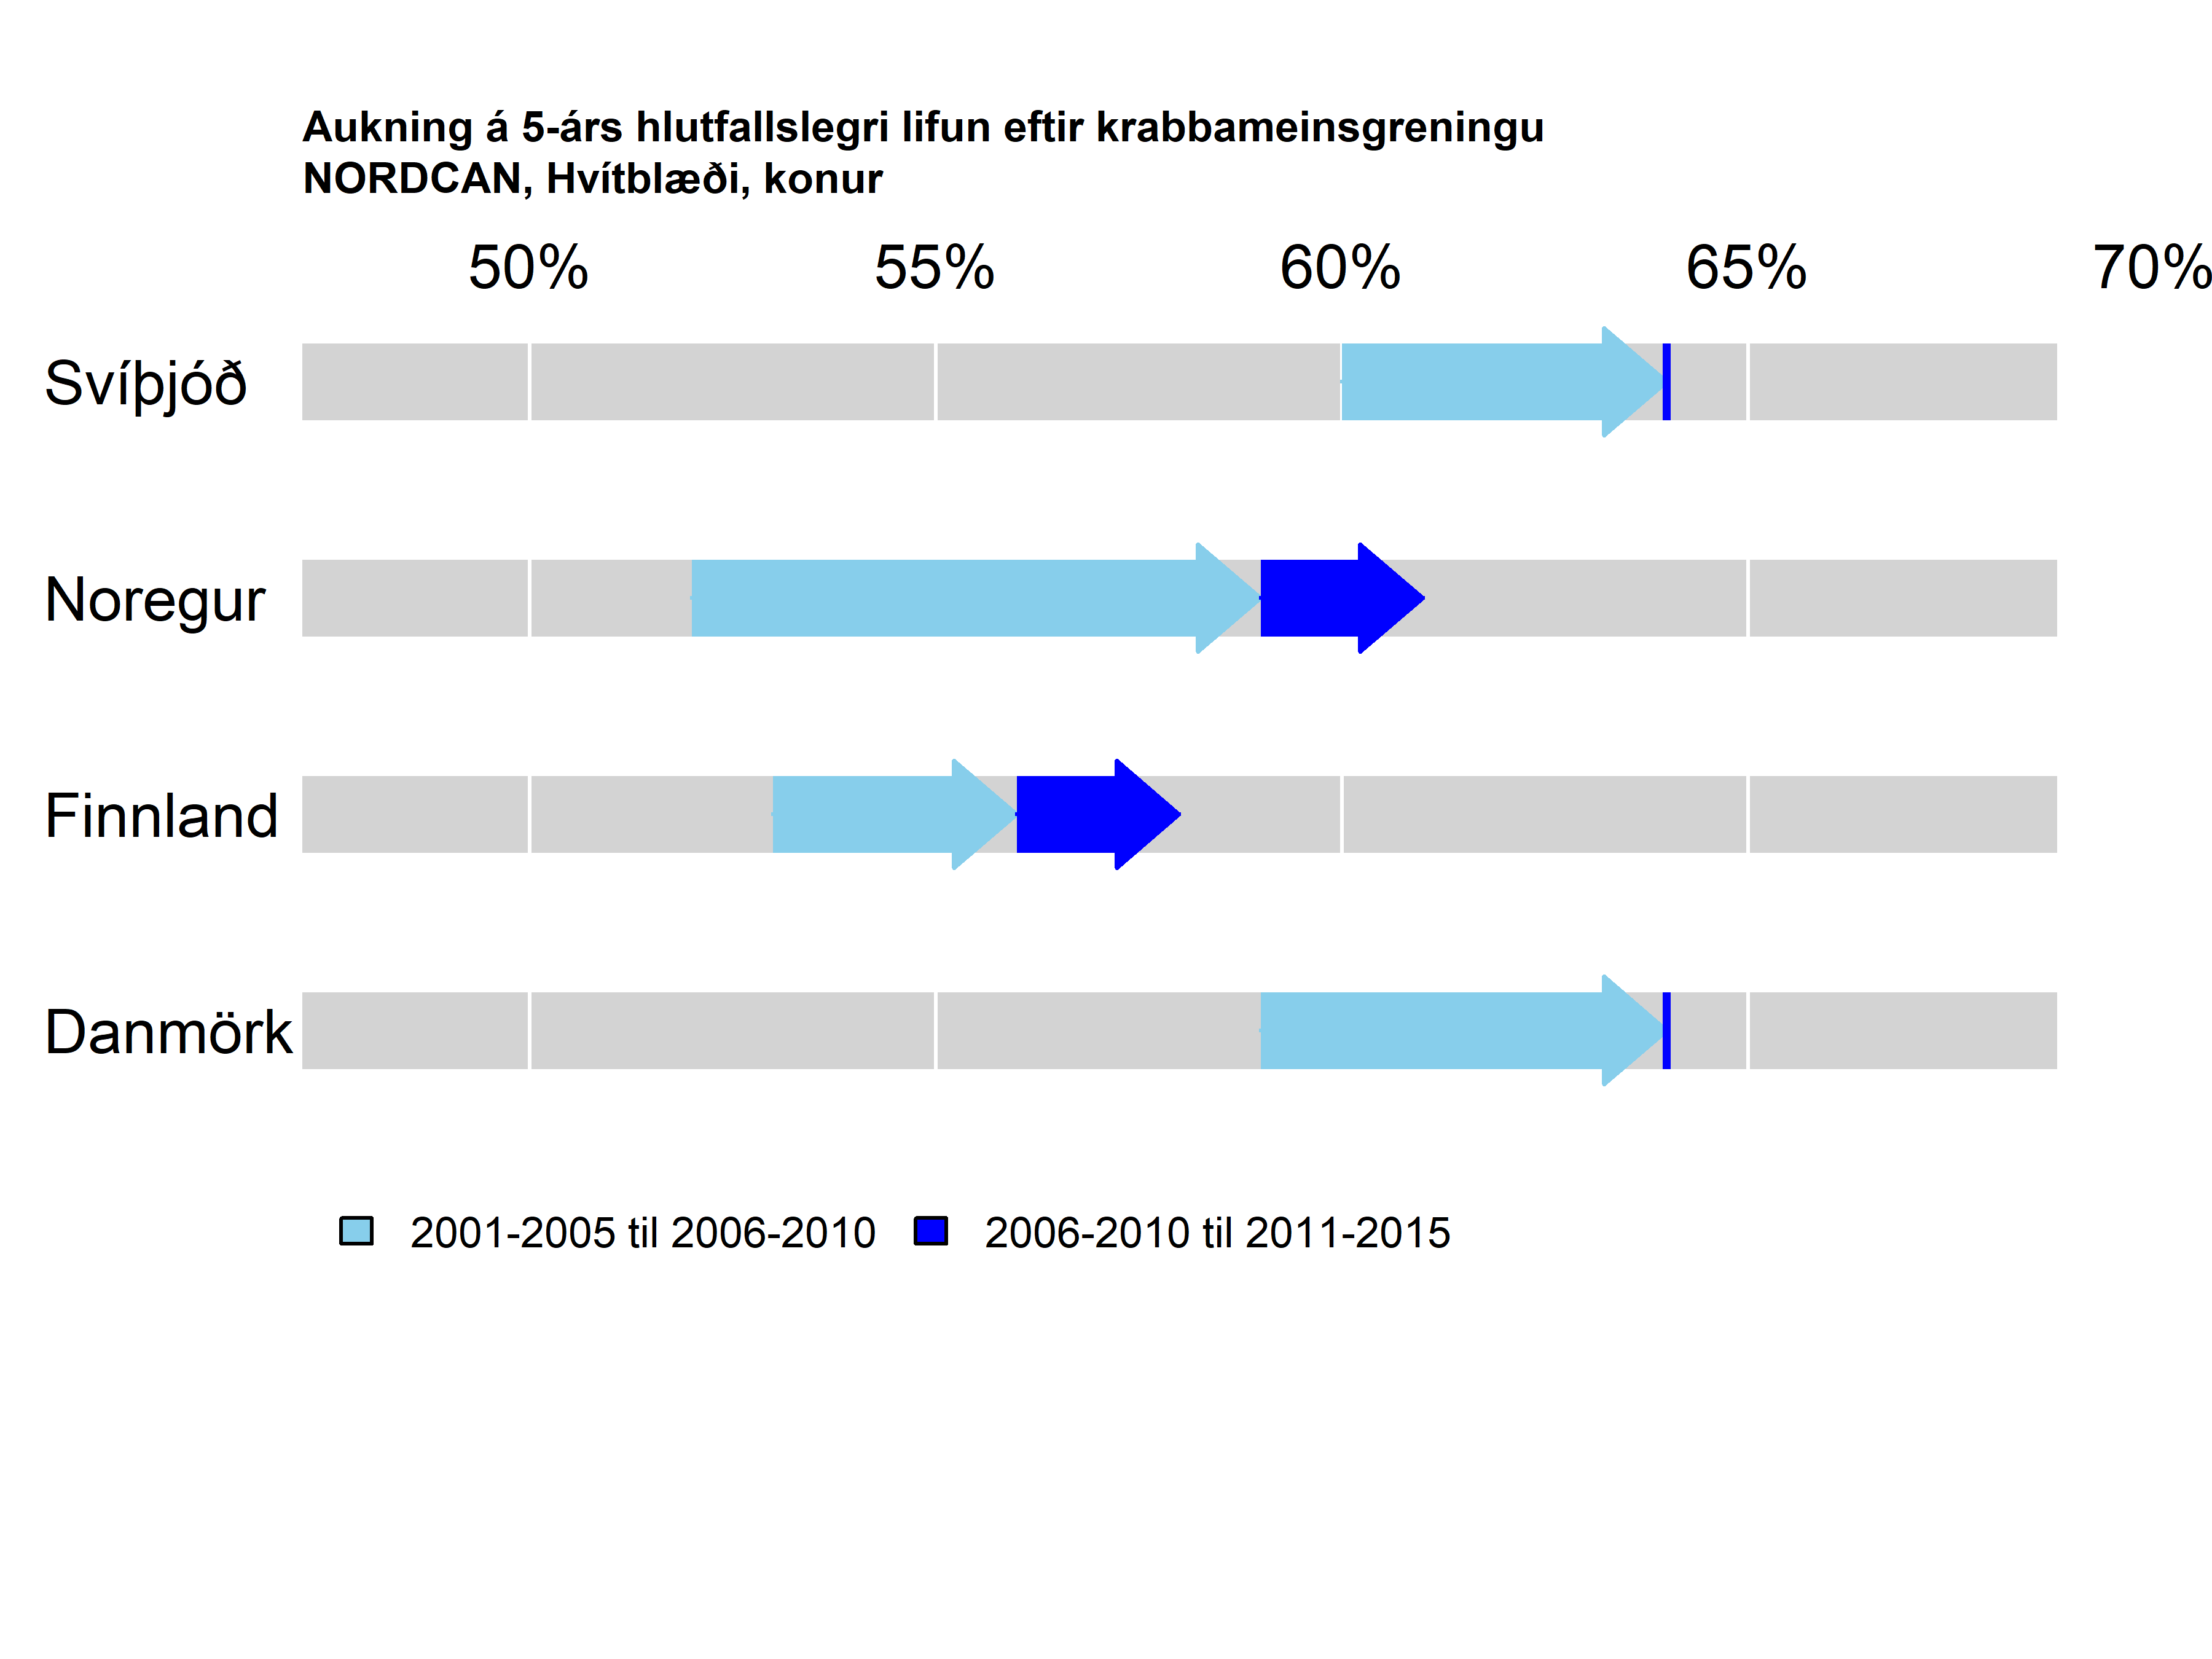 Aukning á 5-árs hlutfallslegri lifun eftir krabbameinsgreningu
NORDCAN, Hvítblæði, konur
50% 55% 60% 65% 70%
Svíþjóð
Noregur
Finnland
Danmörk
2001-2005 til 2006-2010 2006-2010 til 2011-2015